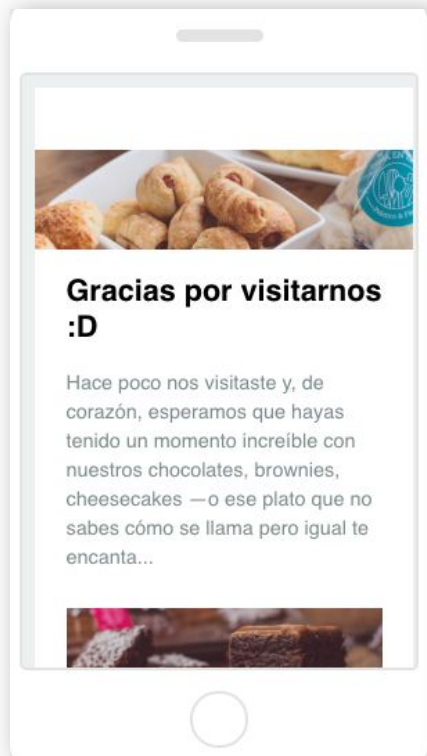 Gracias por visitarnos
:D
Hace poco nos visitaste y, de
corazón, esperamos que hayas
tenido un momento increíble con
nuestros chocolates, brownies,
cheesecakes —o ese plato que no
sabes cómo se llama pero igual te
encanta...